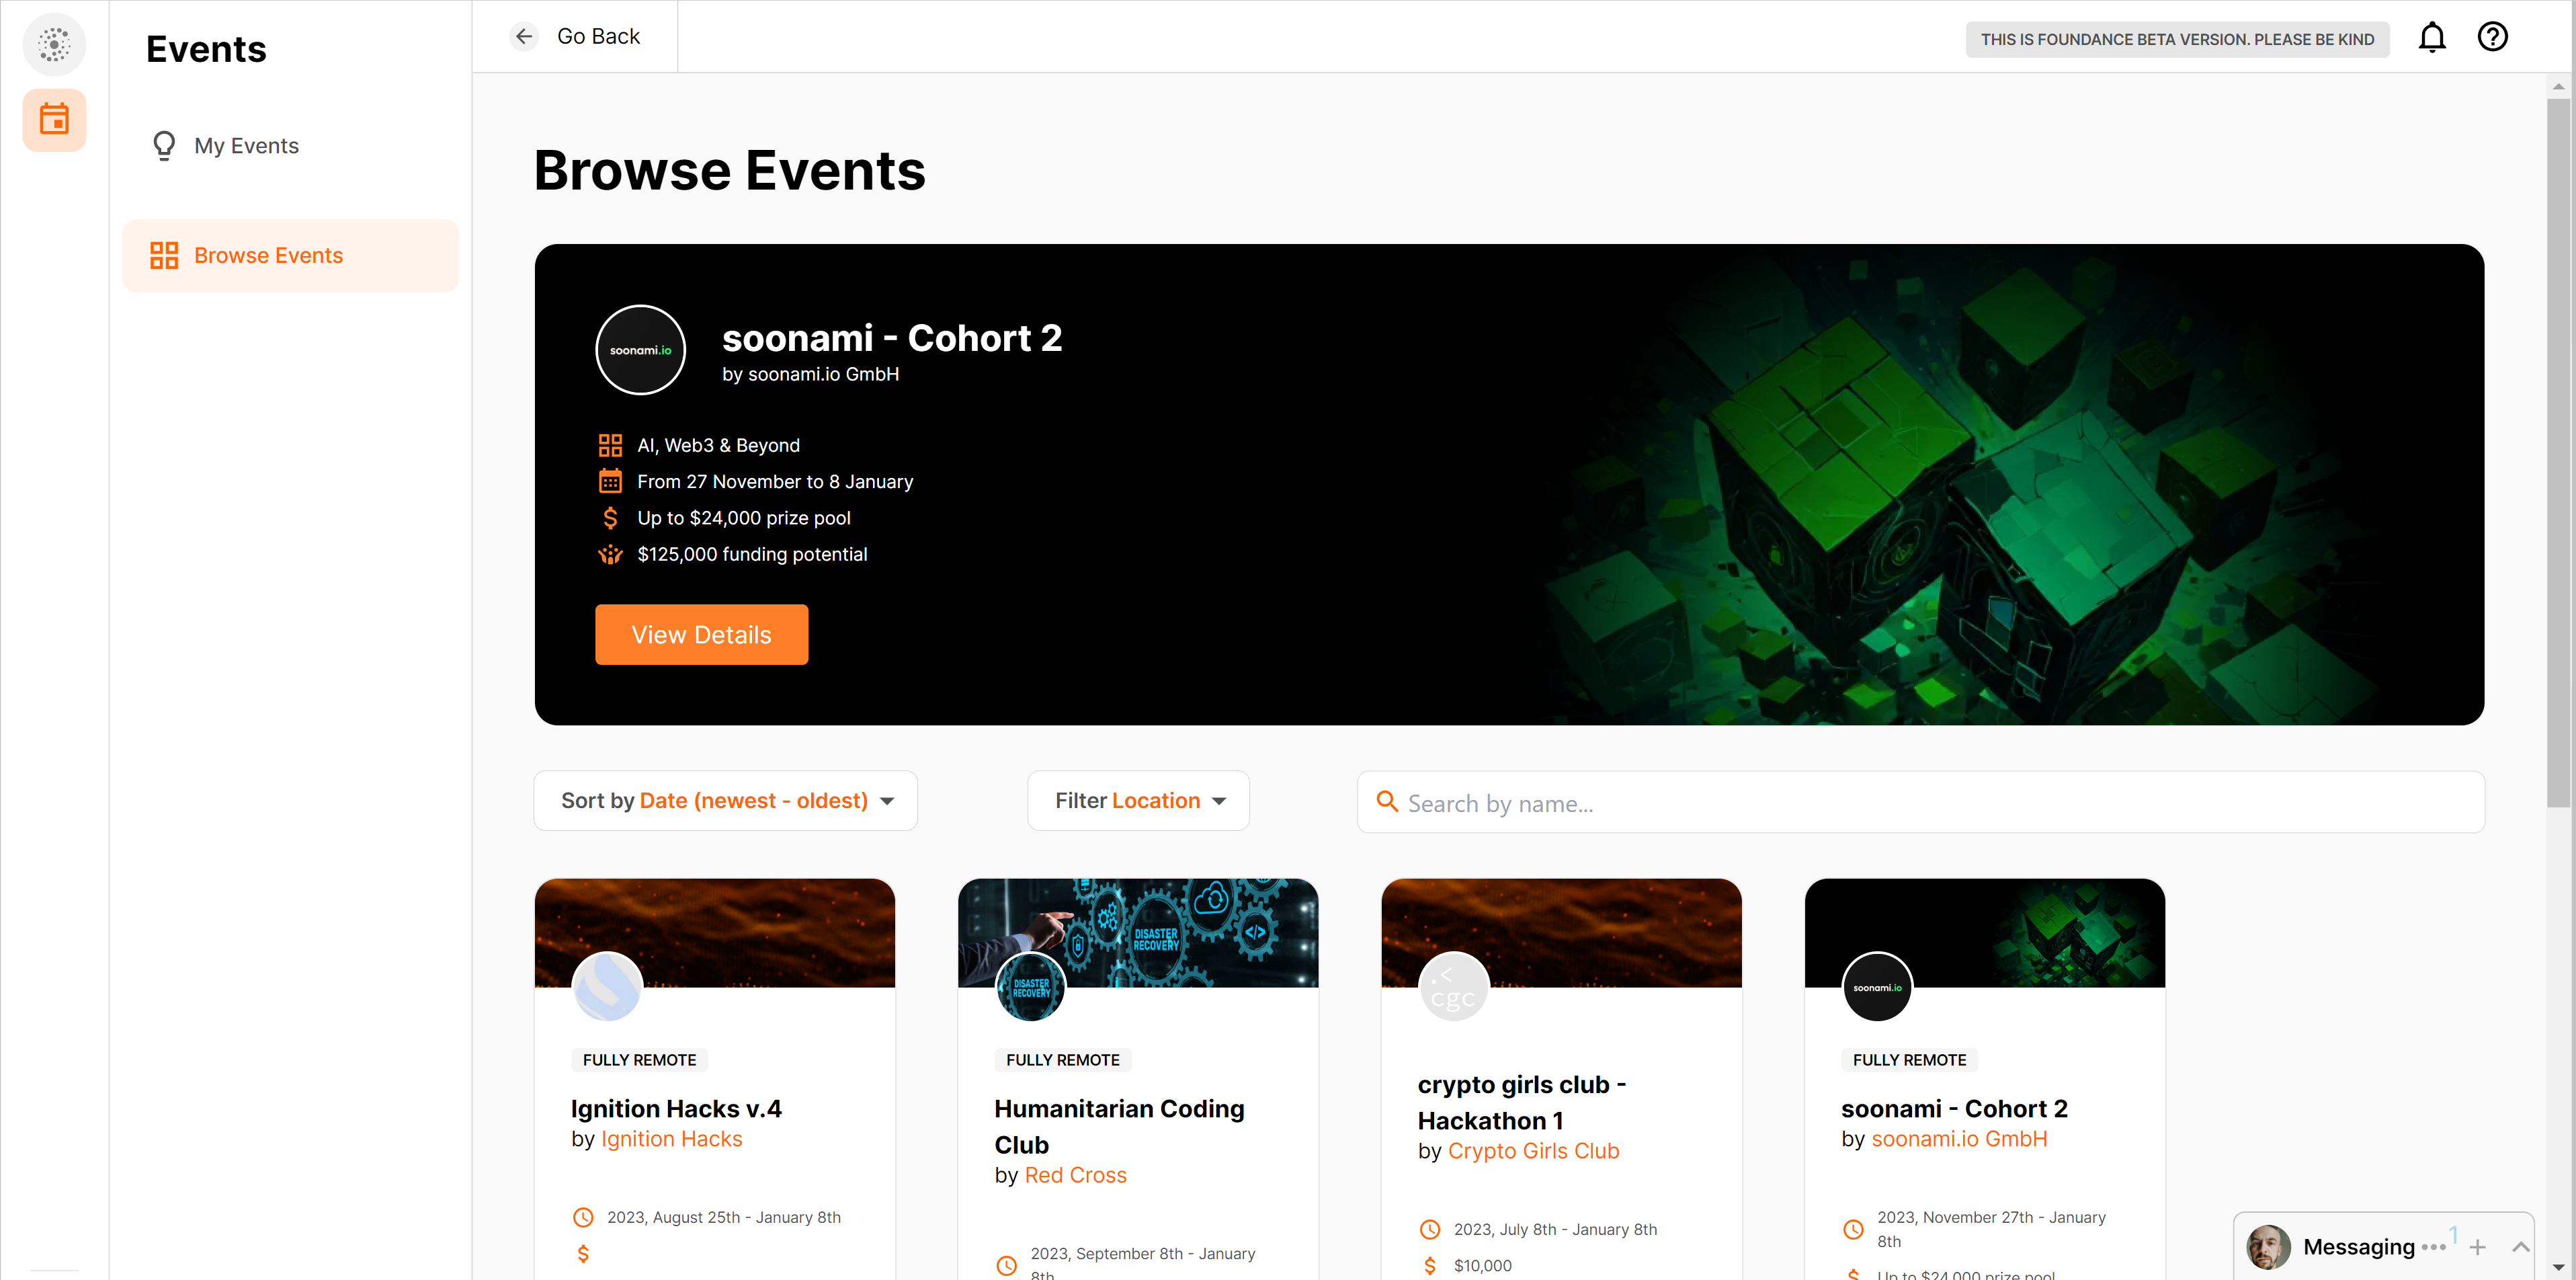 Events
My Events
Browse Events
Go Back
THIS IS FOUNDANCE BETA VERSION. PLEASE BE KIND
Browse Events
soonami.io
soonami - Cohort 2
by soonami.io GmbH
AI, Web3 & Beyond
From 27 November to 8 January
Up to $24,000 prize pool
$125,000 funding potential
View Details
Sort by Date (newest - oldest)
Filter Location
Search by name...
FULLY REMOTE
Ignition Hacks v.4
by Ignition Hacks
2023, August 25th - January 8th
DISASTER
RECOVERY
DISASTER
RECOVERY
FULLY REMOTE
Humanitarian Coding
Club
by Red Cross
2023, September 8th - January
8th
.<
cgc
crypto girls club -
Hackathon 1
by Crypto Girls Club
2023, July 8th - January 8th
$10,000
soonami.io
FULLY REMOTE
soonami - Cohort 2
by soonami.io GmbH
2023, November 27th - January
8th
Up to $24,000 prize pool
Messaging
1